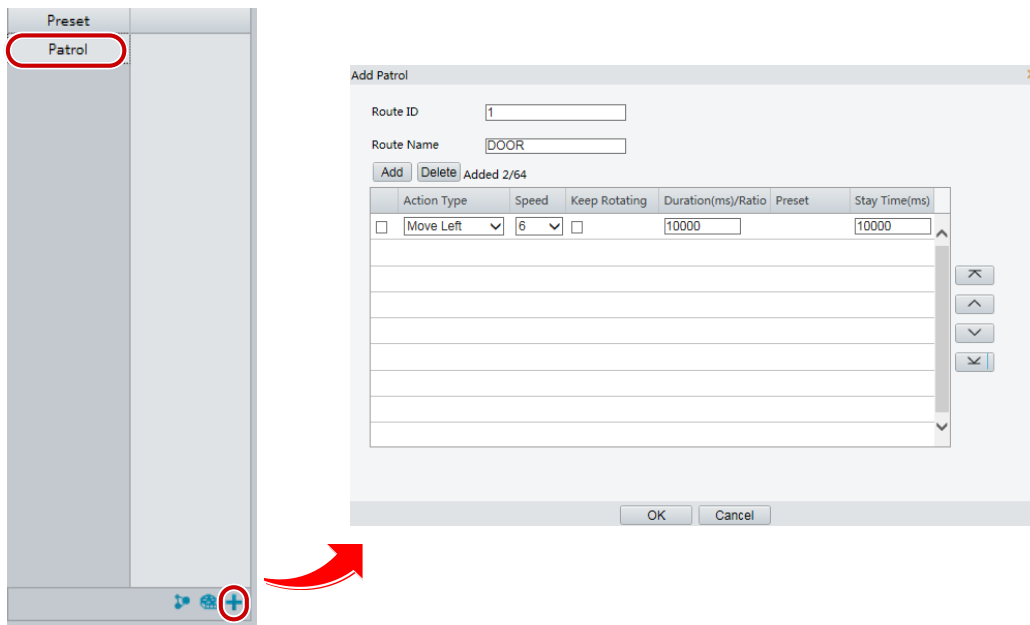 Preset
Patrol
Add Patrol
Route ID 1
Route Name DOOR
Add Delete Added 2/64
Action Type Speed Keep Rotating Duration(ms)/Ratio Preset Stay Time(ms)
Move Left 6 10000 10000
OK Cancel